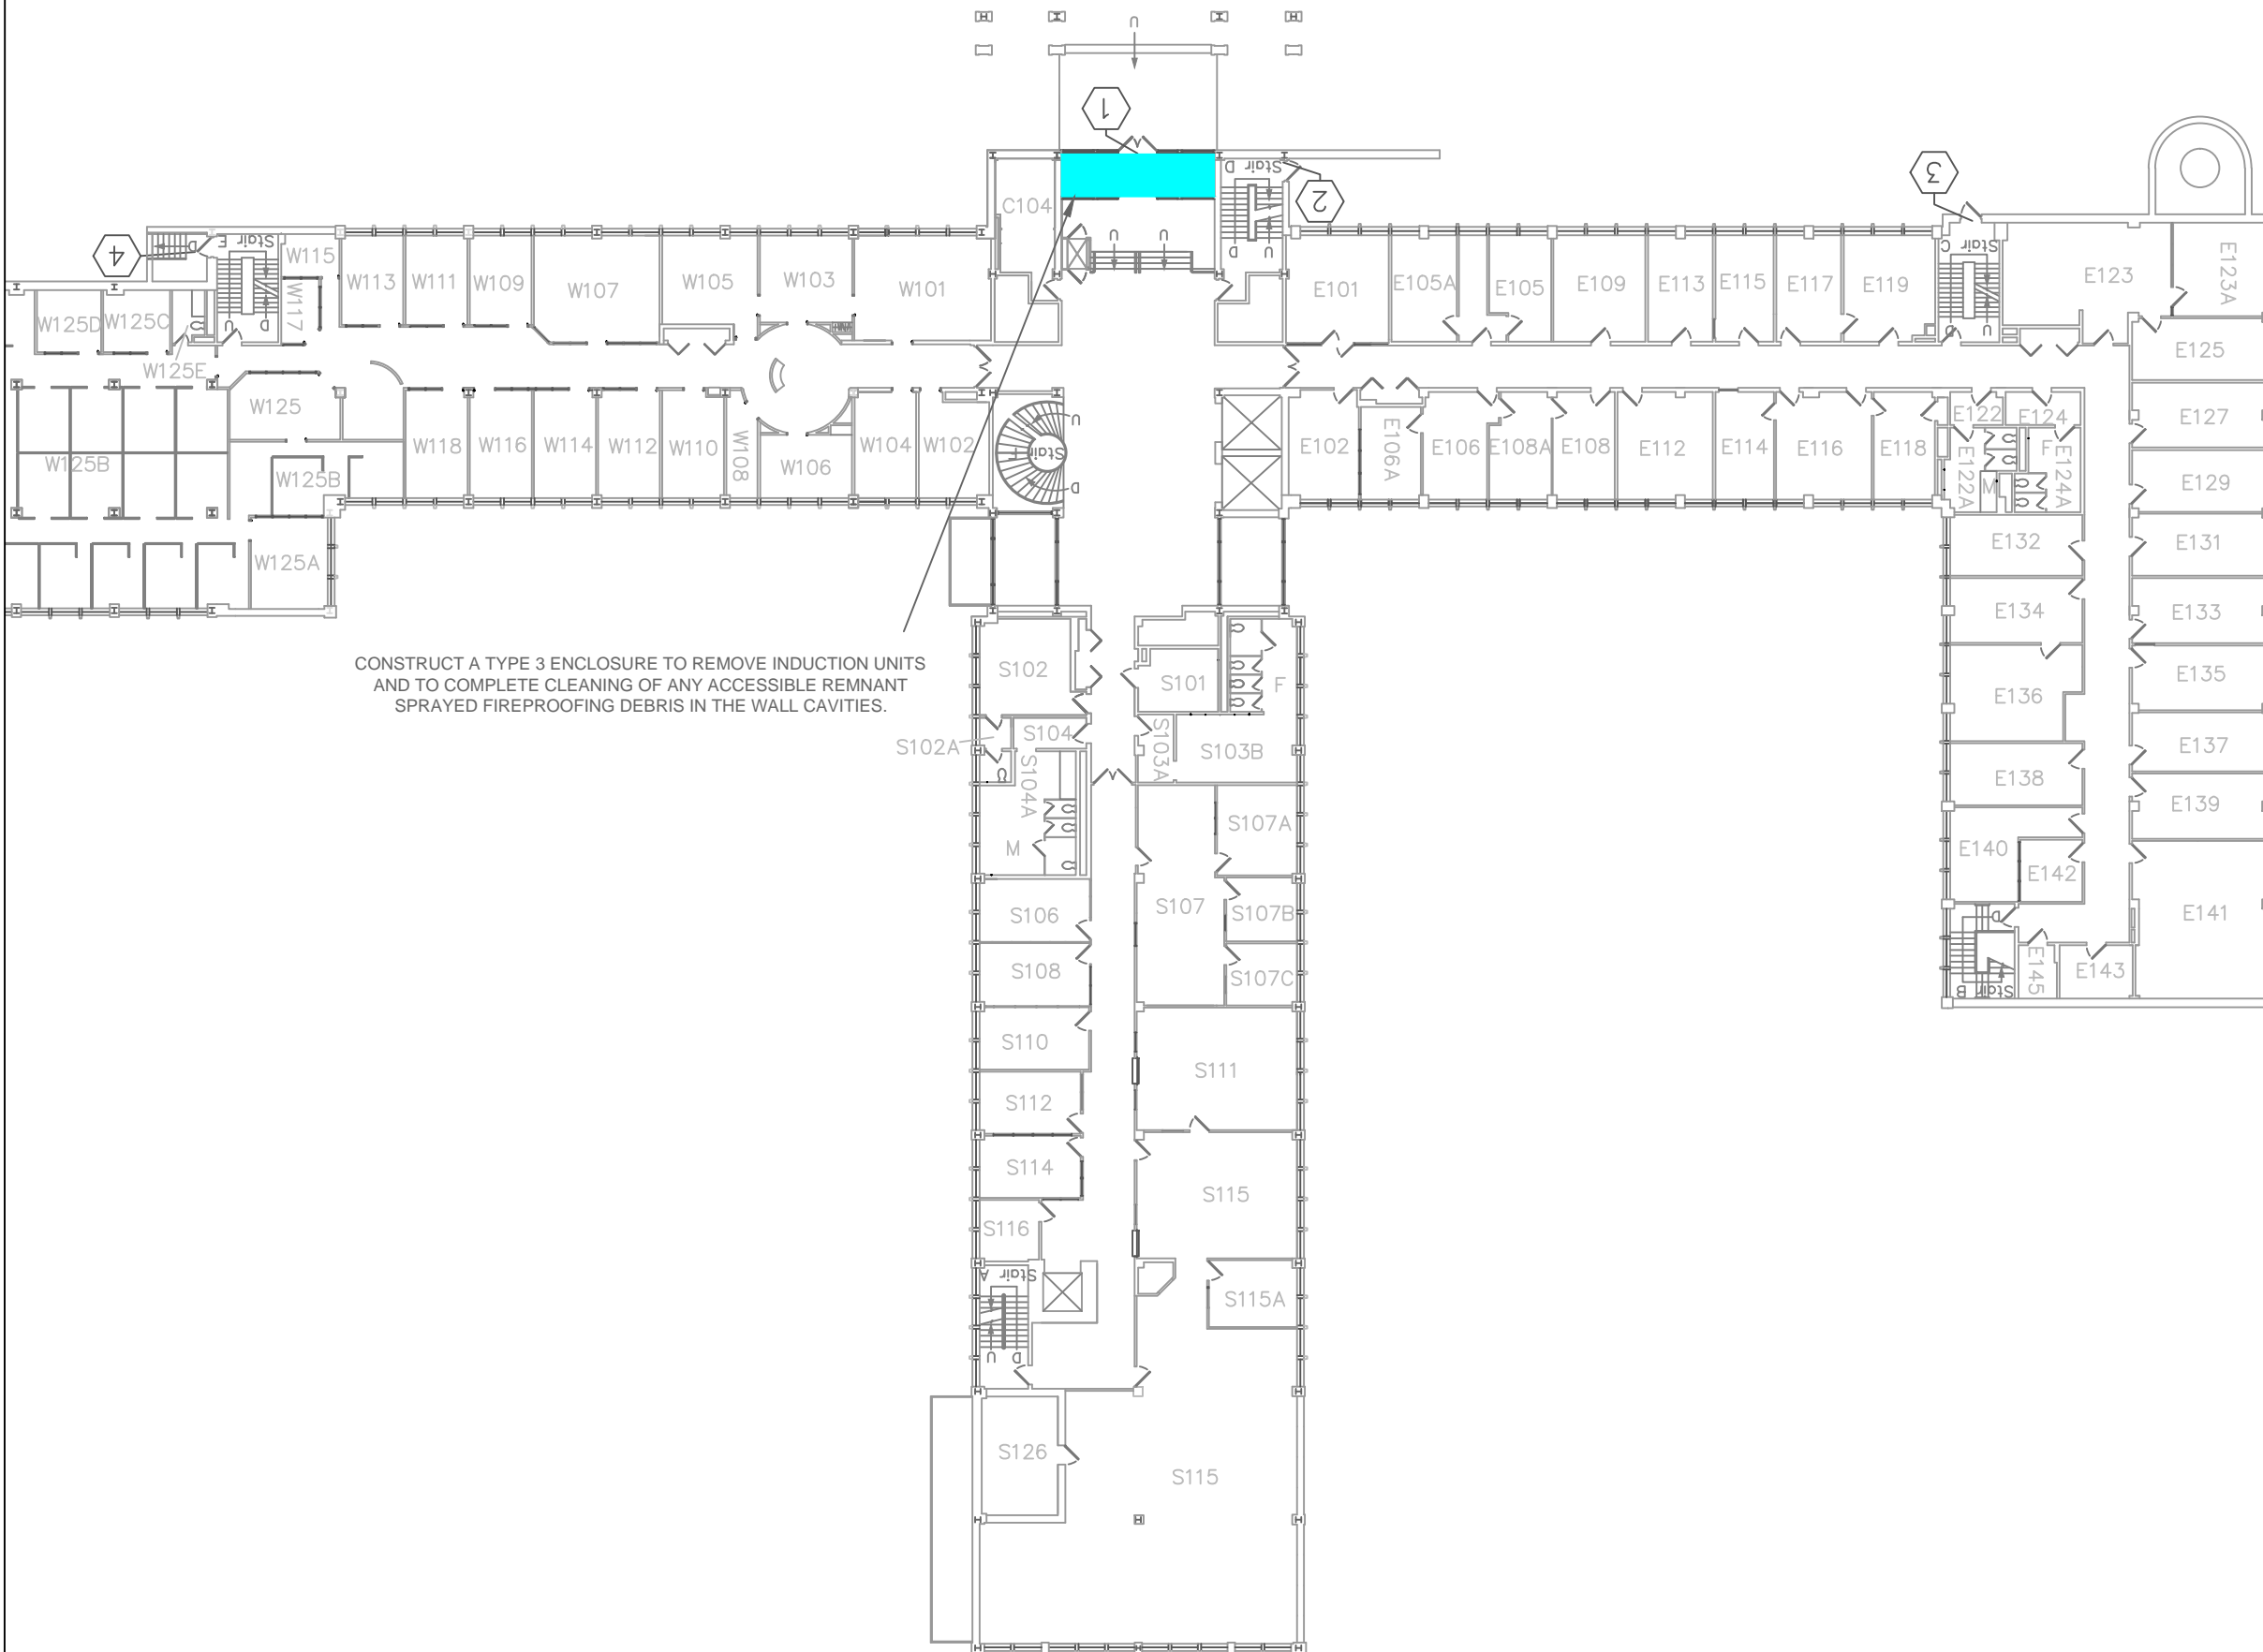 U
1
Stair D
2
3
C104
D U
U U
4
D
Stair E
W115
Stair C
E123
E123A
W113
W111
W109
W107
W105
W103
W101
E101
E105A
E105
E109
E113
E115
E117
E119
W117
U D
D U
W125D
W125C
W125E
E125
W125
E122
E124
E127
U
Stair F
D
W118
W116
W114
W112
W110
W108
W106
W104
W102
E102
E106A
E106
E108A
E108
E112
E114
E116
E118
F
W125B
W125B
E122A
M
E124A
E129
W125A
E132
E131
E134
E133
CONSTRUCT A TYPE 3 ENCLOSURE TO REMOVE INDUCTION UNITS
AND TO COMPLETE CLEANING OF ANY ACCESSIBLE REMNANT
SPRAYED FIREPROOFING DEBRIS IN THE WALL CAVITIES.
S102
S101
F
E136
E135
S102A
S104
S103A
S103B
E137
S104A
E138
M
S107A
E139
E140
E142
S106
S107
S107B
E141
D
S108
S107C
Stair B
E145
E143
S110
S111
S112
S114
S115
S116
Stair A
S115A
U D
S126
S115